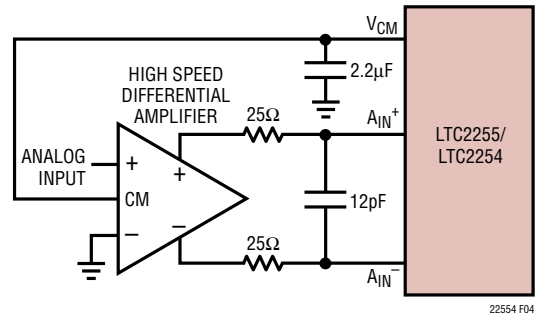 V_CM
2.2µF
HIGH SPEED
DIFFERENTIAL
AMPLIFIER
25Ω
A_IN^+
LTC2255/
LTC2254
ANALOG
INPUT
+
+
CM
12pF
–
–
25Ω
A_IN^–
22554 F04